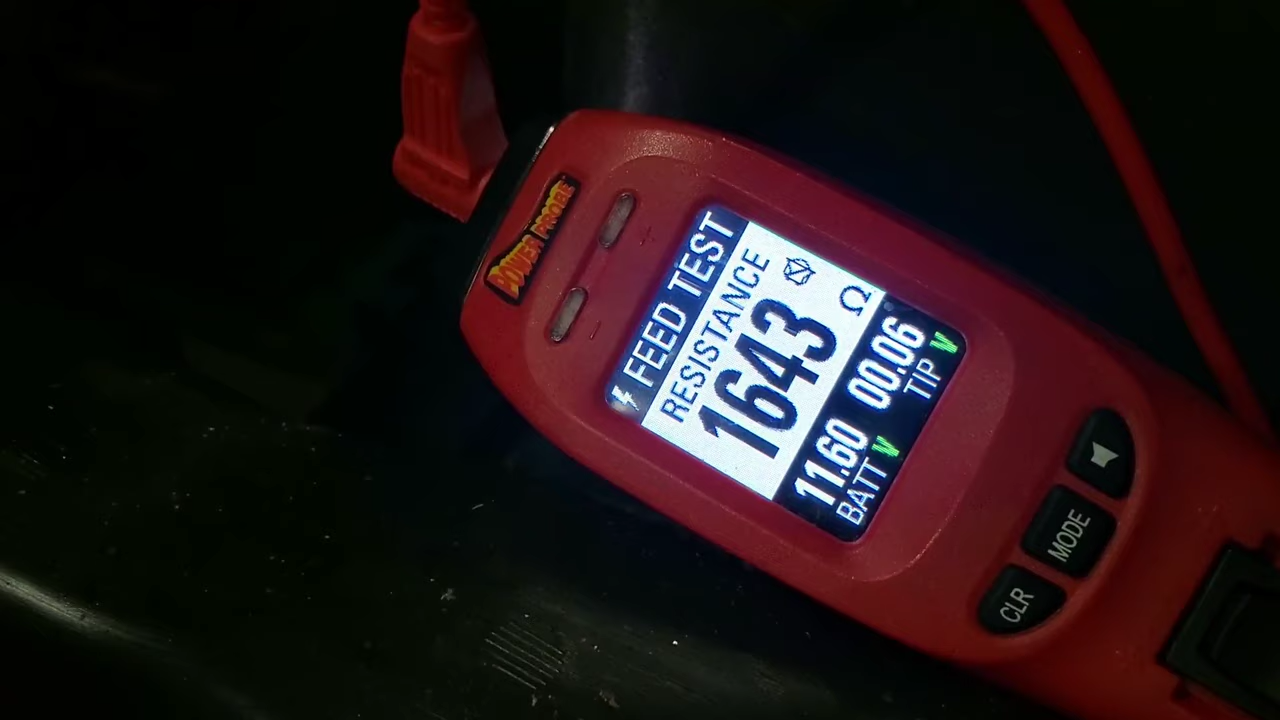 POWER PROBE
+
-
FEED TEST
RESISTANCE
1643 Ω
11.60 00.06
BATT V TIP V
CLR MODE